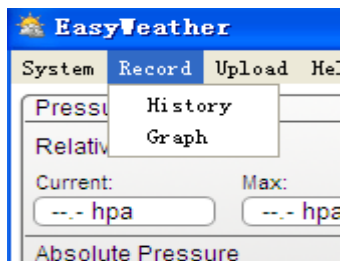 EasyWeather
System Record Upload Hel
Pressu
History
Relativ
Graph
Current: Max:
--.- hpa --.- hpa
Absolute Pressure